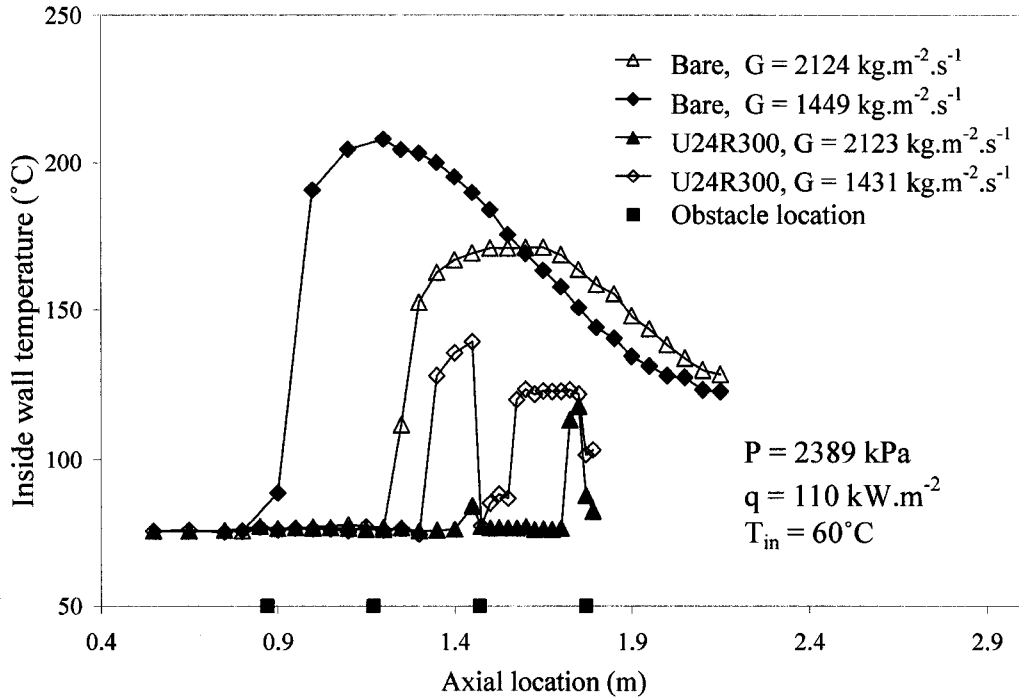 250
200
150
100
50
Inside wall temperature (˚C)
Bare, G = 2124 kg.m⁻².s⁻¹
Bare, G = 1449 kg.m⁻².s⁻¹
U24R300, G = 2123 kg.m⁻².s⁻¹
U24R300, G = 1431 kg.m⁻².s⁻¹
Obstacle location
P = 2389 kPa
q = 110 kW.m⁻²
T_in = 60˚C
0.4 0.9 1.4 1.9 2.4 2.9
Axial location (m)